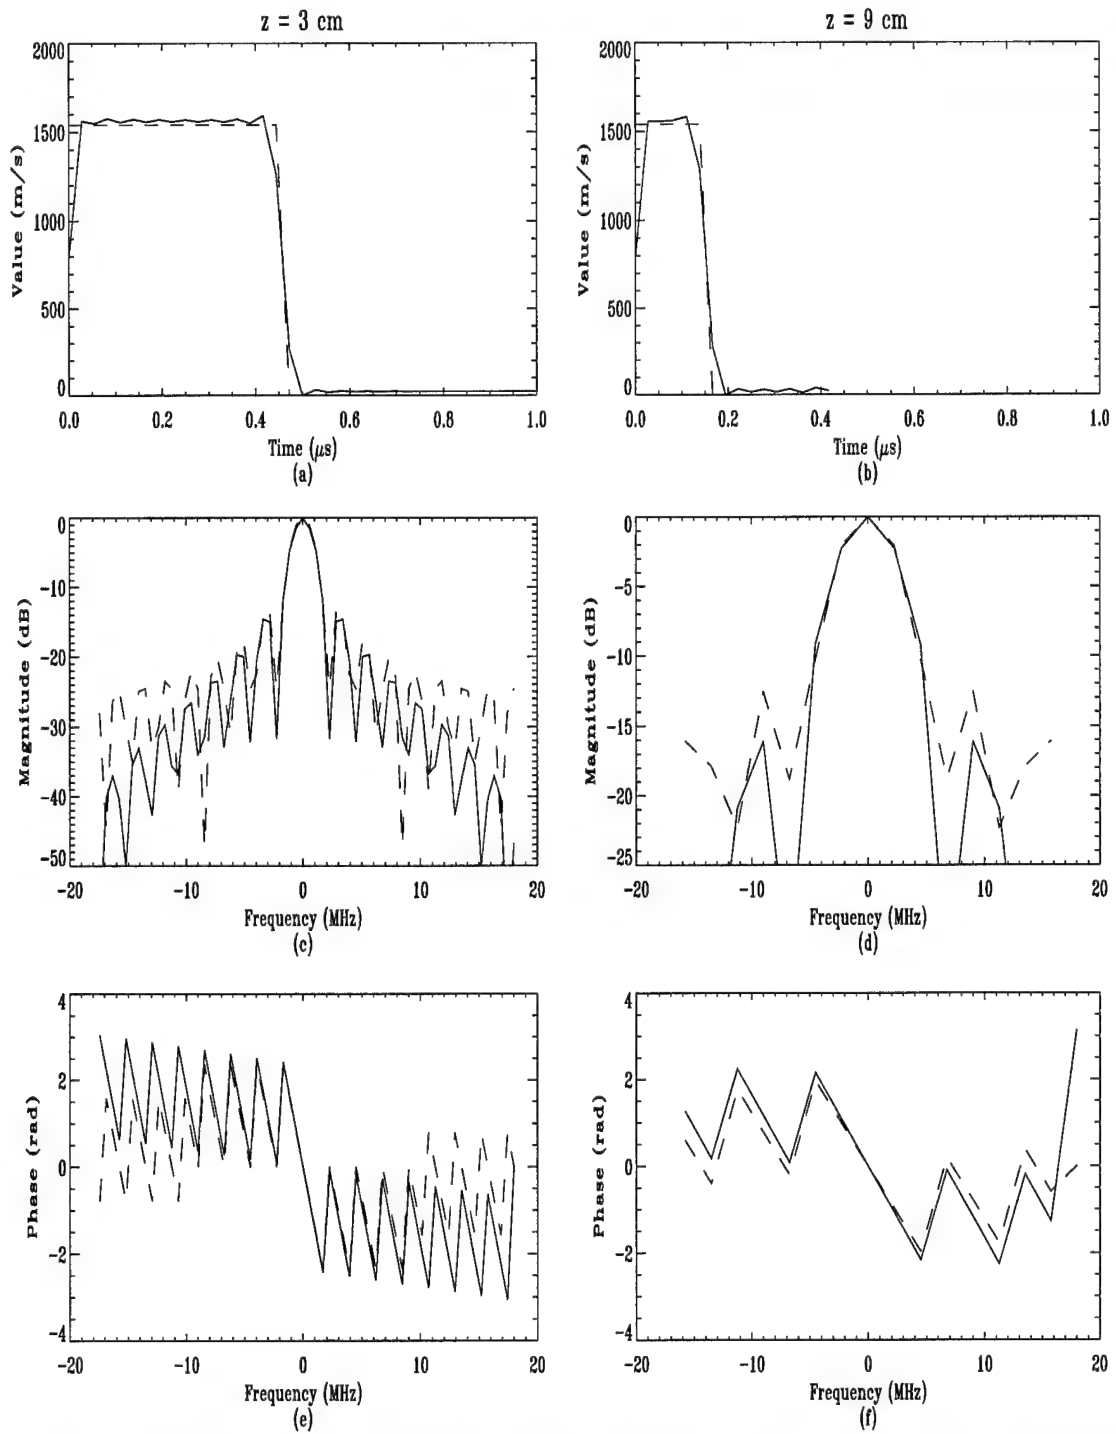 z = 3 cm
z = 9 cm
2000
1500
1000
500
0
Value (m/s)
0.0 0.2 0.4 0.6 0.8 1.0
Time (μs)
(a)
2000
1500
1000
500
0
Value (m/s)
0.0 0.2 0.4 0.6 0.8 1.0
Time (μs)
(b)
0
-10
-20
-30
-40
-50
Magnitude (dB)
-20 -10 0 10 20
Frequency (MHz)
(c)
0
-5
-10
-15
-20
-25
Magnitude (dB)
-20 -10 0 10 20
Frequency (MHz)
(d)
4
2
0
-2
-4
Phase (rad)
-20 -10 0 10 20
Frequency (MHz)
(e)
4
2
0
-2
-4
Phase (rad)
-20 -10 0 10 20
Frequency (MHz)
(f)